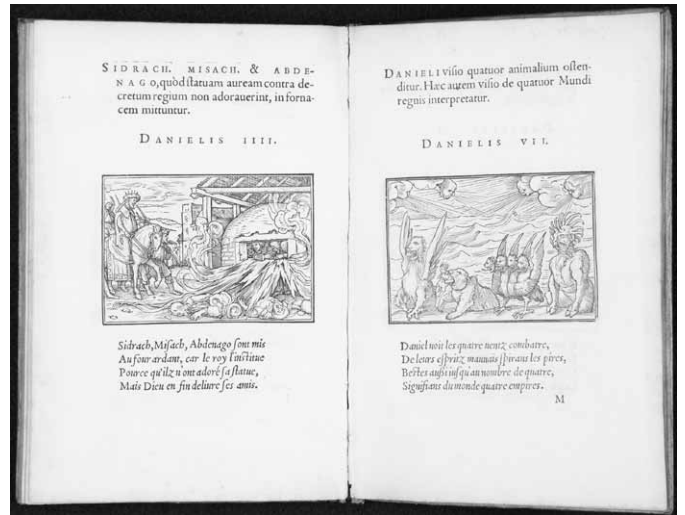 SIDRACH. MISACH. & ABDE-
NAGO, quòd ſtatuam auream contra de-
cretum regium non adorauerint, in forna-
cem mittuntur.
DANIELIS IIII.
Sidrach, Miſach, Abdenago ſont mis
Au four ardant, car le roy l'inſtitue
Pource qu'ilz n'ont adoré ſa ſtatue,
Mais Dieu en fin deliure ſes amis.
DANIELI viſio quatuor animalium oſten-
ditur. Hæc autem viſio de quatuor Mundi
regnis interpretatur.
DANIELIS VII.
Daniel uoit les quatre uentz combatre,
De leurs eſpritz mauuais ſpirans les pires,
Beſtes auſsi iuſqu'au nombre de quatre,
Signifians du monde quatre empires.
M